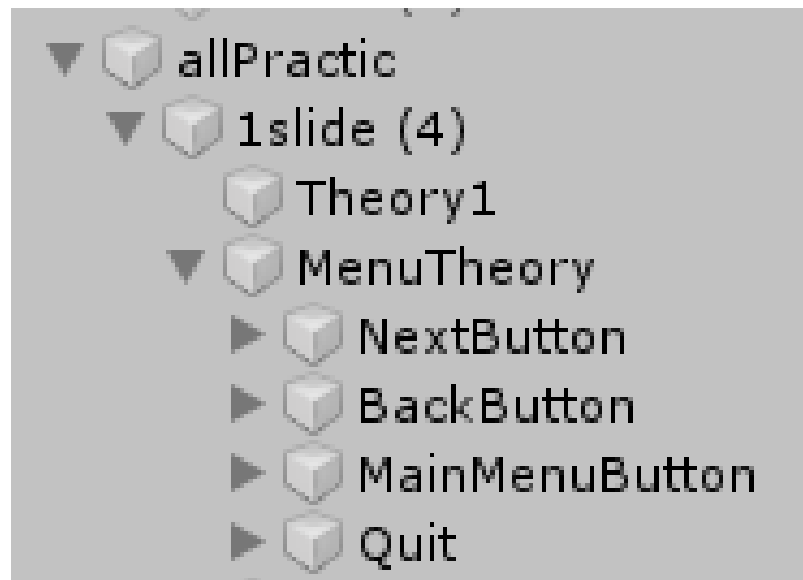 allPractic
1slide (4)
Theory1
MenuTheory
NextButton
BackButton
MainMenuButton
Quit